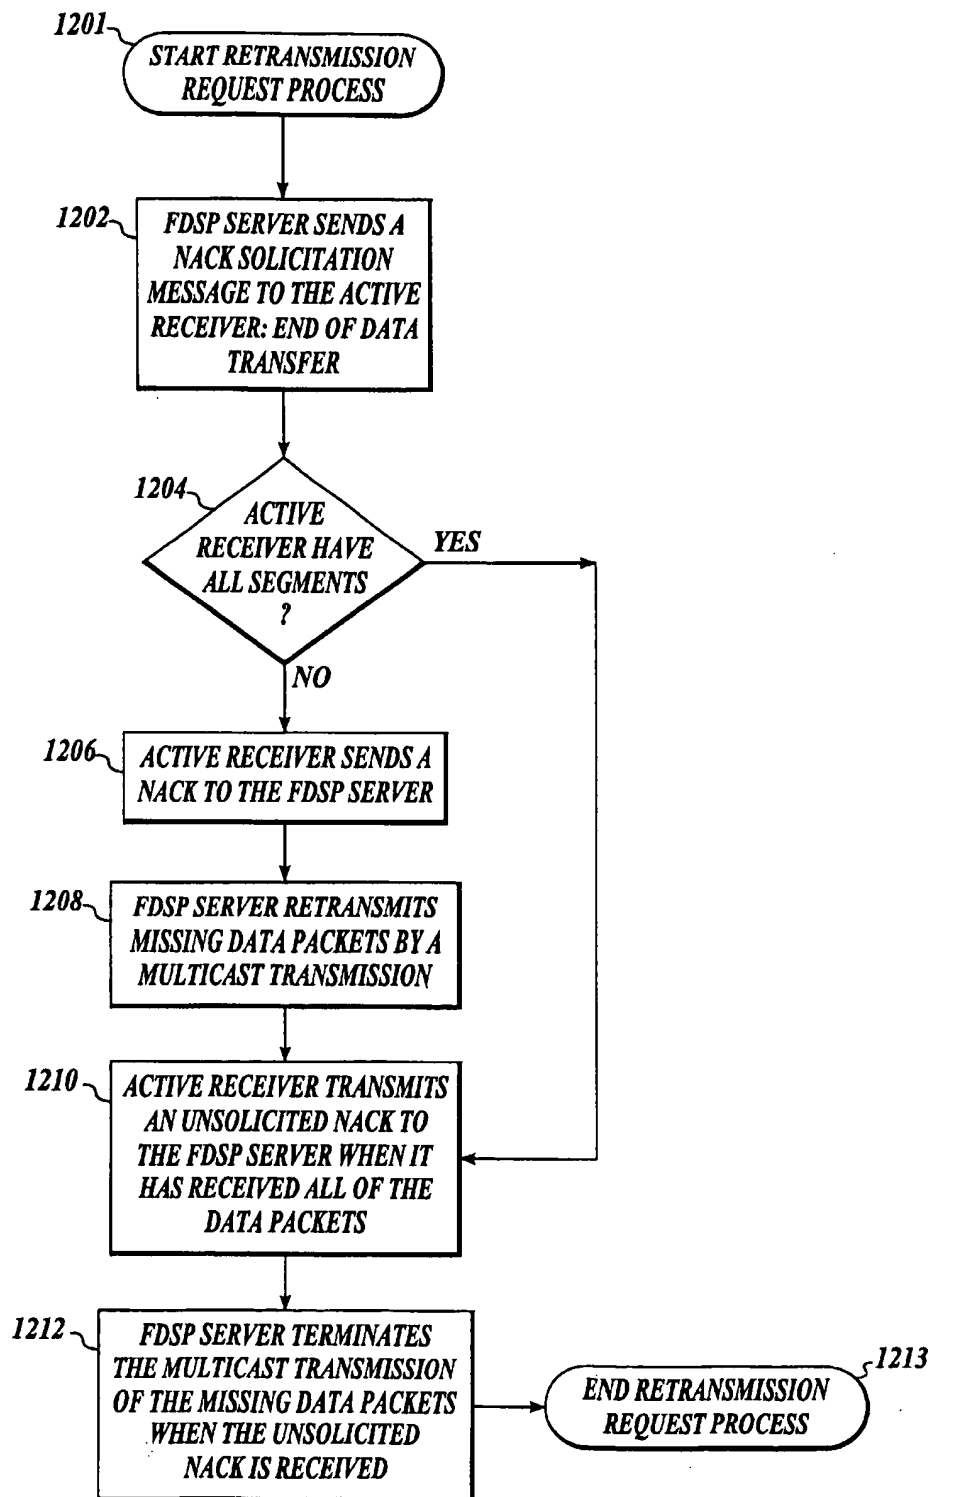 1201
START RETRANSMISSION
REQUEST PROCESS
1202
FDSP SERVER SENDS A
NACK SOLICITATION
MESSAGE TO THE ACTIVE
RECEIVER: END OF DATA
TRANSFER
1204
ACTIVE
RECEIVER HAVE
ALL SEGMENTS
?
YES
NO
1206
ACTIVE RECEIVER SENDS A
NACK TO THE FDSP SERVER
1208
FDSP SERVER RETRANSMITS
MISSING DATA PACKETS BY A
MULTICAST TRANSMISSION
1210
ACTIVE RECEIVER TRANSMITS
AN UNSOLICITED NACK TO
THE FDSP SERVER WHEN IT
HAS RECEIVED ALL OF THE
DATA PACKETS
1212
FDSP SERVER TERMINATES
THE MULTICAST TRANSMISSION
OF THE MISSING DATA PACKETS
WHEN THE UNSOLICITED
NACK IS RECEIVED
1213
END RETRANSMISSION
REQUEST PROCESS